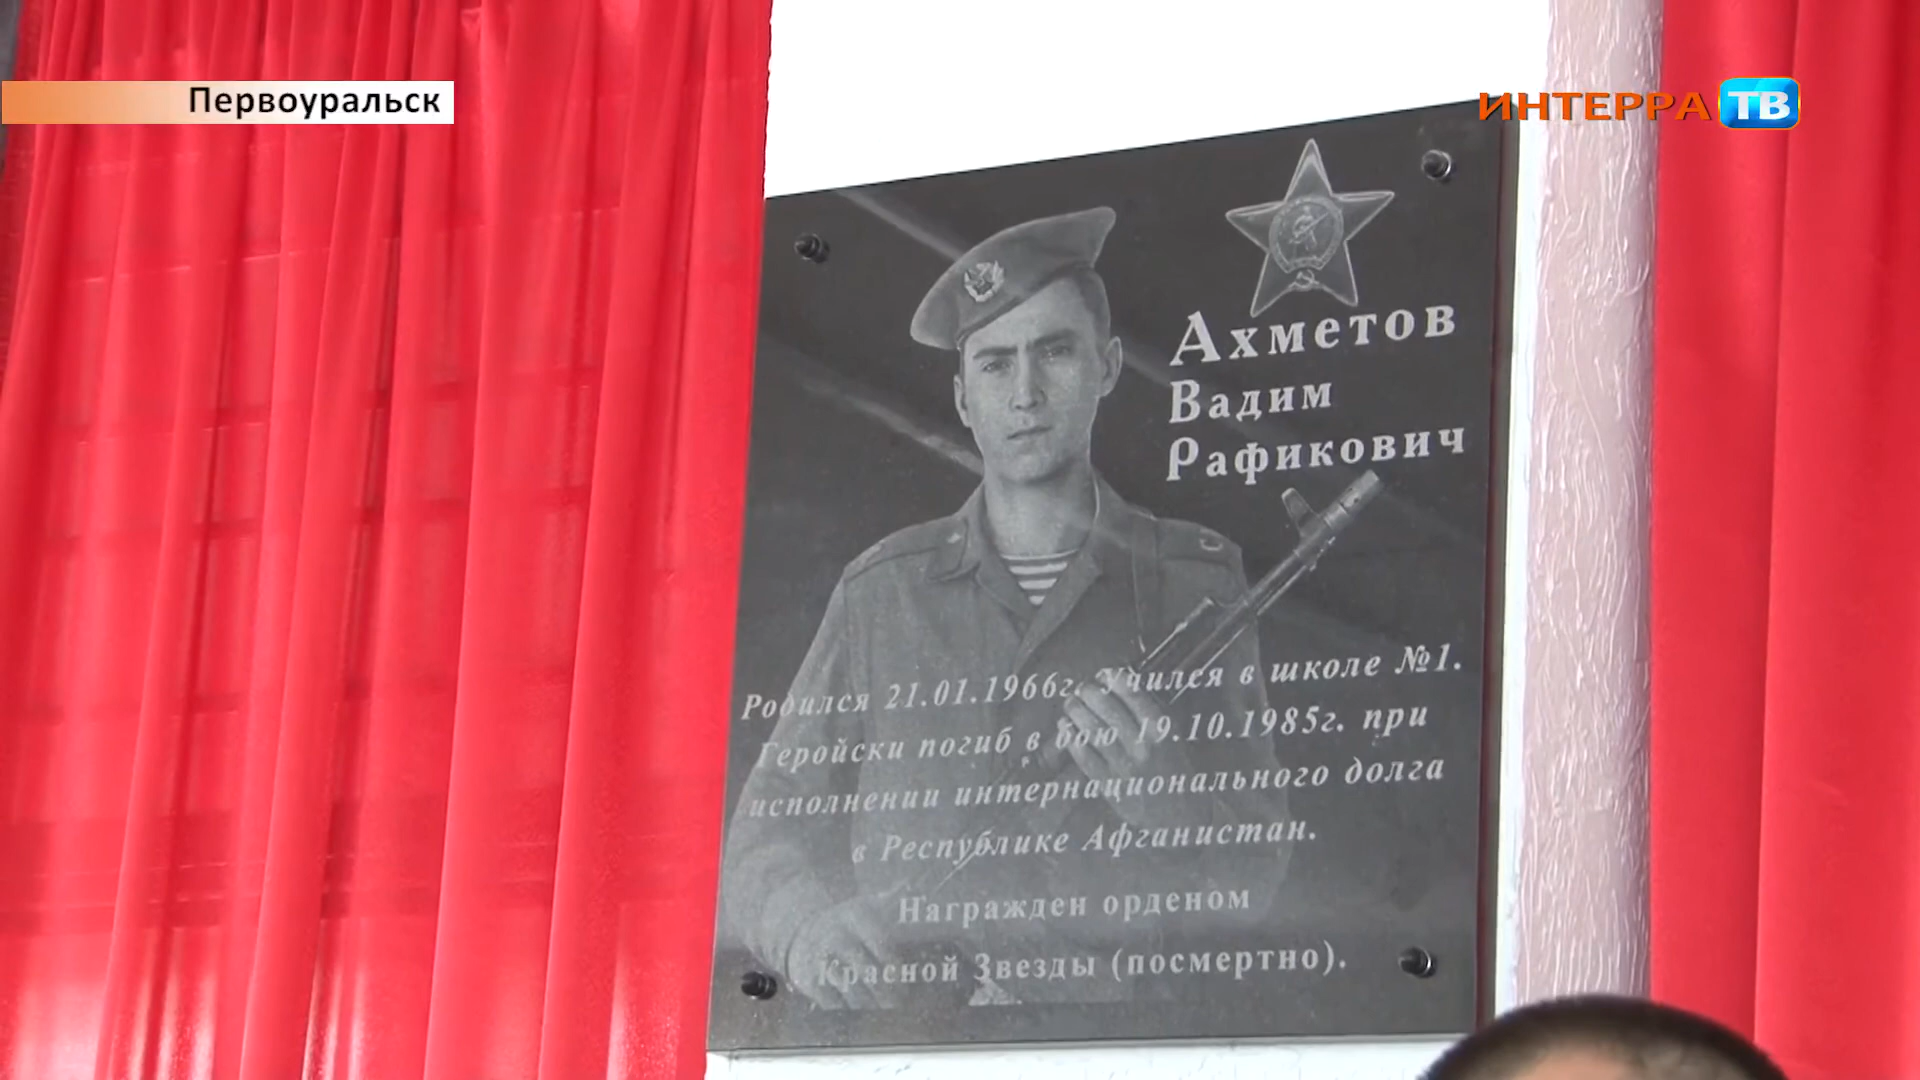 Первоуральск
ИНТЕРРА ТВ
Ахметов
Вадим
Рафикович
Родился 21.01.1966г. Учился в школе №1.
Геройски погиб в бою 19.10.1985г. при
исполнении интернационального долга
в Республике Афганистан.
Награжден орденом
Красной Звезды (посмертно).